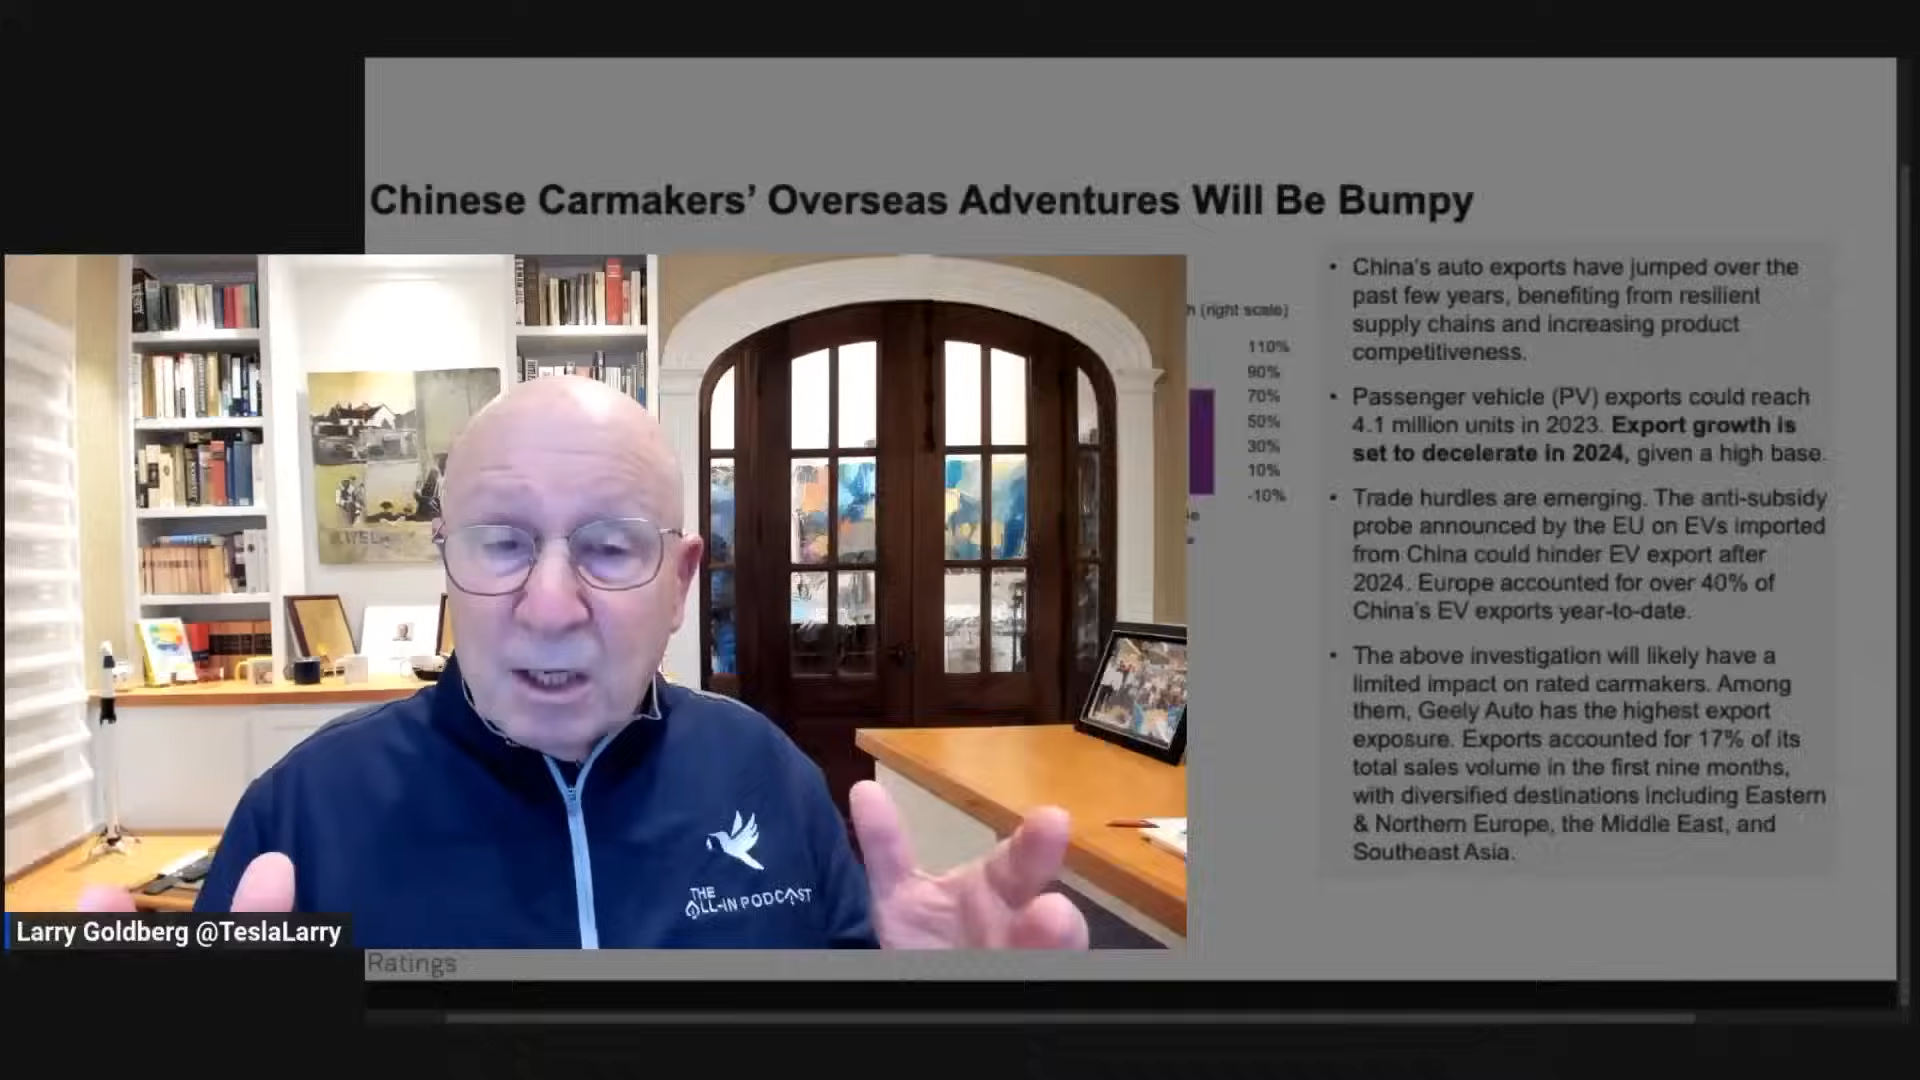 Chinese Carmakers’ Overseas Adventures Will Be Bumpy
(right scale)
110%
90%
70%
50%
30%
10%
-10%
• China's auto exports have jumped over the
past few years, benefiting from resilient
supply chains and increasing product
competitiveness.
• Passenger vehicle (PV) exports could reach
4.1 million units in 2023. Export growth is
set to decelerate in 2024, given a high base.
• Trade hurdles are emerging. The anti-subsidy
probe announced by the EU on EVs imported
from China could hinder EV export after
2024. Europe accounted for over 40% of
China's EV exports year-to-date.
• The above investigation will likely have a
limited impact on rated carmakers. Among
them, Geely Auto has the highest export
exposure. Exports accounted for 17% of its
total sales volume in the first nine months,
with diversified destinations including Eastern
& Northern Europe, the Middle East, and
Southeast Asia.
THE
ALL-IN PODCAST
Larry Goldberg @TeslaLarry
Ratings